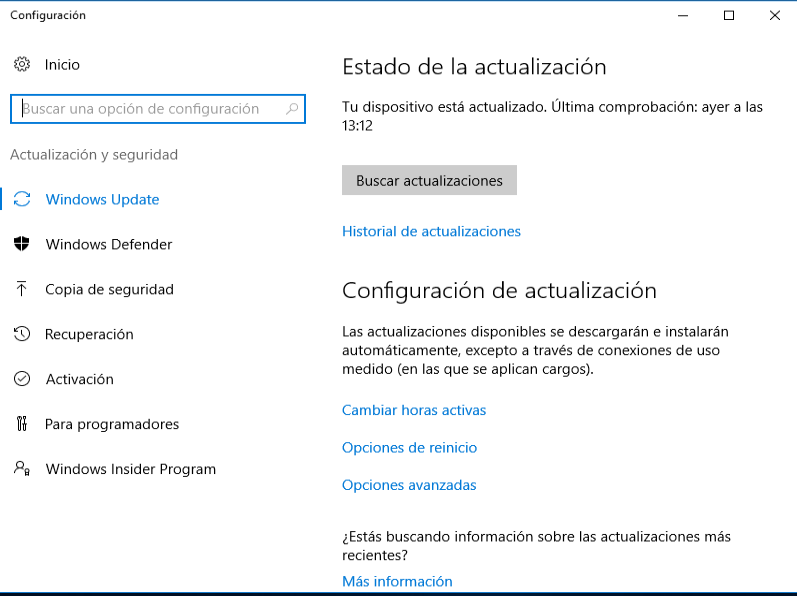 Configuración
Inicio
Buscar una opción de configuración
Actualización y seguridad
Windows Update
Windows Defender
Copia de seguridad
Recuperación
Activación
Para programadores
Windows Insider Program
Estado de la actualización
Tu dispositivo está actualizado. Última comprobación: ayer a las
13:12
Buscar actualizaciones
Historial de actualizaciones
Configuración de actualización
Las actualizaciones disponibles se descargarán e instalarán
automáticamente, excepto a través de conexiones de uso
medido (en las que se aplican cargos).
Cambiar horas activas
Opciones de reinicio
Opciones avanzadas
¿Estás buscando información sobre las actualizaciones más
recientes?
Más información